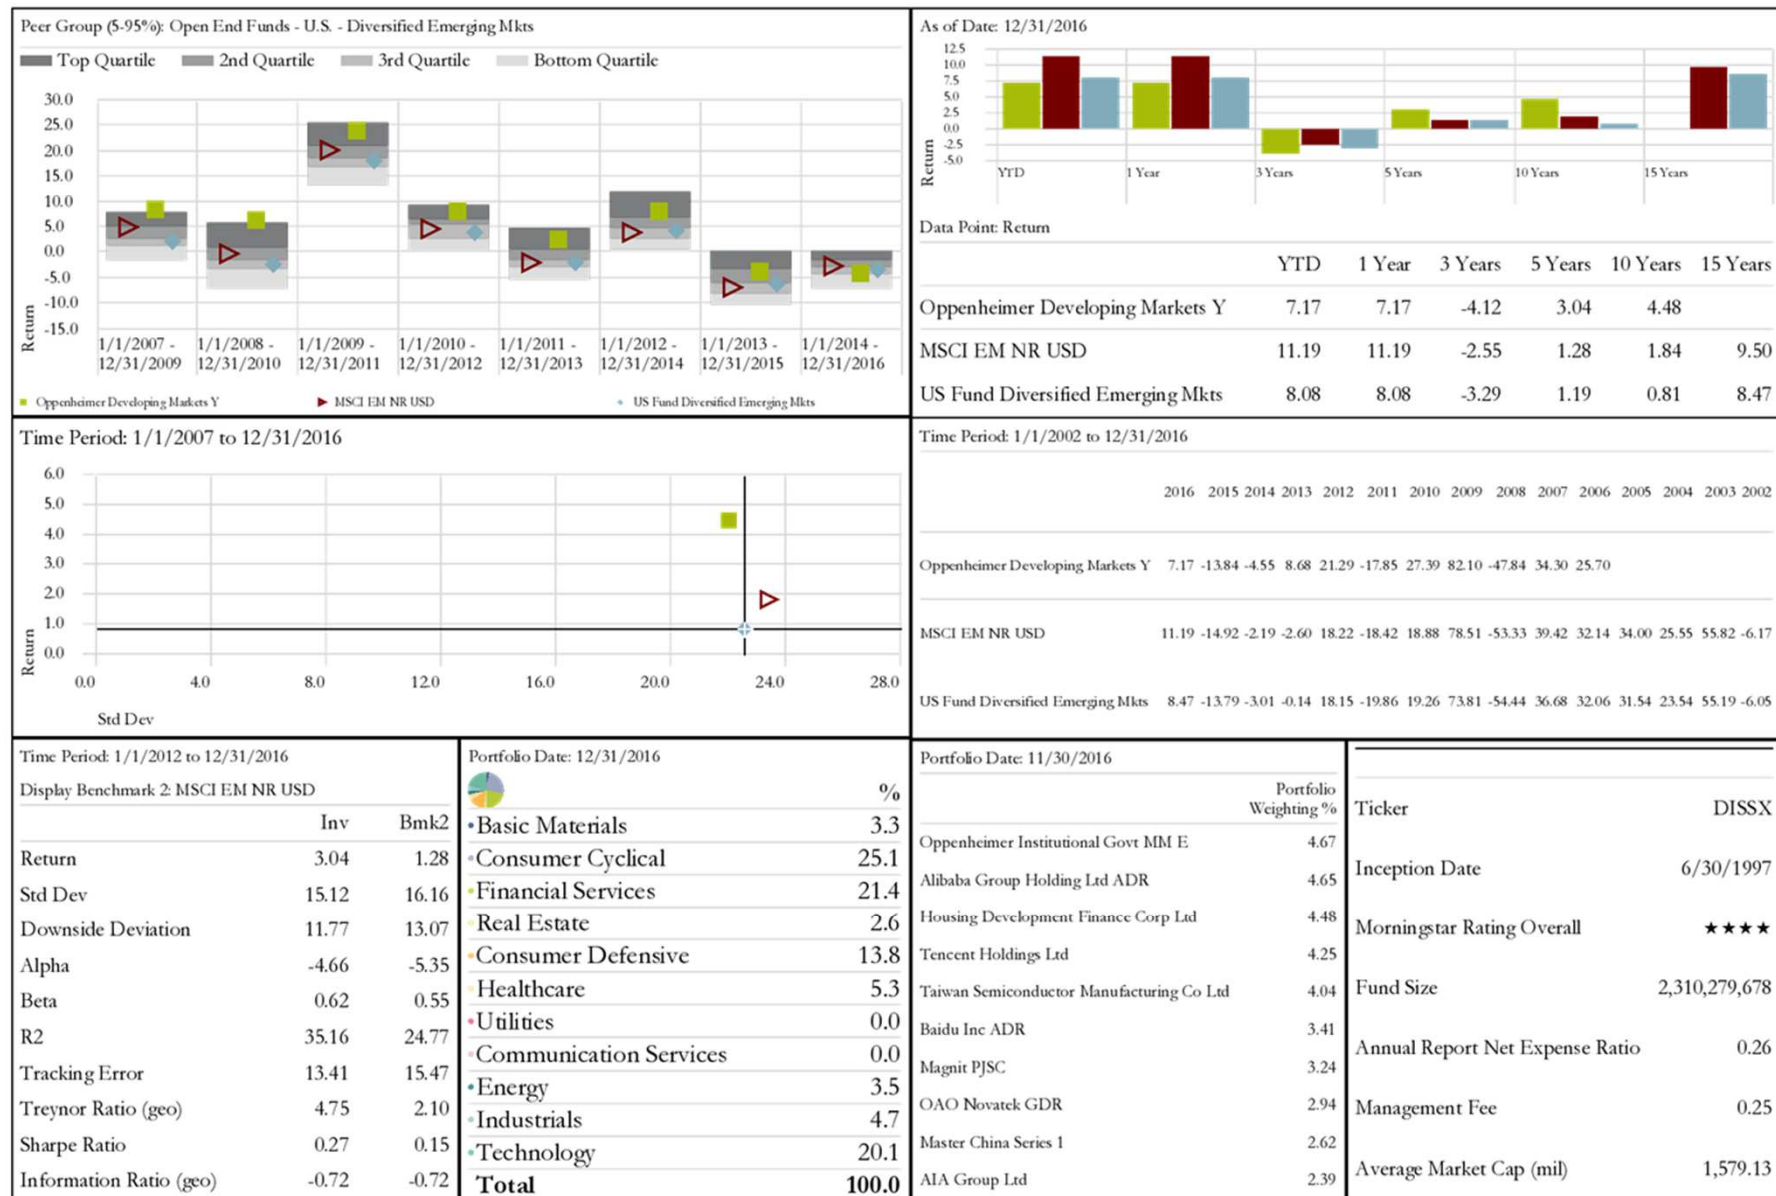 Peer Group (5-95%): Open End Funds - U.S. - Diversified Emerging Mkts
Top Quartile 2nd Quartile 3rd Quartile Bottom Quartile
30.0
25.0
20.0
15.0
10.0
5.0
0.0
-5.0
-10.0
-15.0
Return
1/1/2007 - 1/1/2008 - 1/1/2009 - 1/1/2010 - 1/1/2011 - 1/1/2012 - 1/1/2013 - 1/1/2014 -
12/31/2009 12/31/2010 12/31/2011 12/31/2012 12/31/2013 12/31/2014 12/31/2015 12/31/2016
Oppenheimer Developing Markets Y MSCI EM NR USD US Fund Diversified Emerging Mkts
As of Date: 12/31/2016
12.5
10.0
7.5
5.0
2.5
0.0
-2.5
-5.0
Return
YTD 1 Year 3 Years 5 Years 10 Years 15 Years
Data Point: Return
YTD 1 Year 3 Years 5 Years 10 Years 15 Years
Oppenheimer Developing Markets Y 7.17 7.17 -4.12 3.04 4.48
MSCI EM NR USD 11.19 11.19 -2.55 1.28 1.84 9.50
US Fund Diversified Emerging Mkts 8.08 8.08 -3.29 1.19 0.81 8.47
Time Period: 1/1/2007 to 12/31/2016
6.0
5.0
4.0
3.0
2.0
1.0
0.0
Return
0.0 4.0 8.0 12.0 16.0 20.0 24.0 28.0
Std Dev
Time Period: 1/1/2002 to 12/31/2016
2016 2015 2014 2013 2012 2011 2010 2009 2008 2007 2006 2005 2004 2003 2002
Oppenheimer Developing Markets Y 7.17 -13.84 -4.55 8.68 21.29 -17.85 27.39 82.10 -47.84 34.30 25.70
MSCI EM NR USD 11.19 -14.92 -2.19 -2.60 18.22 -18.42 18.88 78.51 -53.33 39.42 32.14 34.00 25.55 55.82 -6.17
US Fund Diversified Emerging Mkts 8.47 -13.79 -3.01 -0.14 18.15 -19.86 19.26 73.81 -54.44 36.68 32.06 31.54 23.54 55.19 -6.05
Time Period: 1/1/2012 to 12/31/2016
Display Benchmark 2: MSCI EM NR USD
Inv Bmk2
Return 3.04 1.28
Std Dev 15.12 16.16
Downside Deviation 11.77 13.07
Alpha -4.66 -5.35
Beta 0.62 0.55
R2 35.16 24.77
Tracking Error 13.41 15.47
Treynor Ratio (geo) 4.75 2.10
Sharpe Ratio 0.27 0.15
Information Ratio (geo) -0.72 -0.72
Portfolio Date: 12/31/2016
%
•Basic Materials 3.3
•Consumer Cyclical 25.1
•Financial Services 21.4
•Real Estate 2.6
•Consumer Defensive 13.8
•Healthcare 5.3
•Utilities 0.0
•Communication Services 0.0
•Energy 3.5
•Industrials 4.7
•Technology 20.1
Total 100.0
Portfolio Date: 11/30/2016
Portfolio
Weighting %
Oppenheimer Institutional Govt MM E 4.67
Alibaba Group Holding Ltd ADR 4.65
Housing Development Finance Corp Ltd 4.48
Tencent Holdings Ltd 4.25
Taiwan Semiconductor Manufacturing Co Ltd 4.04
Baidu Inc ADR 3.41
Magnit PJSC 3.24
OAO Novatek GDR 2.94
Master China Series 1 2.62
AIA Group Ltd 2.39
Ticker DISSX
Inception Date 6/30/1997
Morningstar Rating Overall ★★★★
Fund Size 2,310,279,678
Annual Report Net Expense Ratio 0.26
Management Fee 0.25
Average Market Cap (mil) 1,579.13